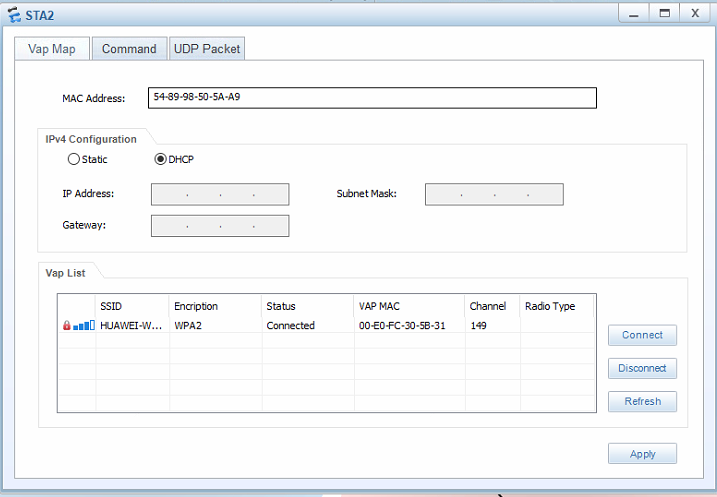 STA2
Vap Map Command UDP Packet
MAC Address: 54-89-98-50-5A-A9
IPv4 Configuration
Static DHCP
IP Address: . . . Subnet Mask: . . .
Gateway: . . .
Vap List
SSID Encription Status VAP MAC Channel Radio Type
HUAWEI-W... WPA2 Connected 00-E0-FC-30-5B-31 149
Connect
Disconnect
Refresh
Apply